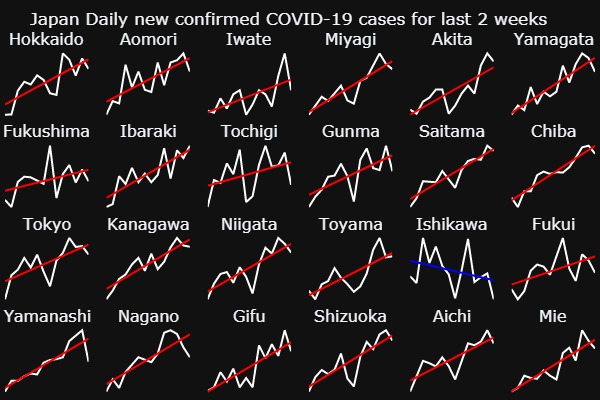 Japan Daily new confirmed COVID-19 cases for last 2 weeks
Hokkaido Aomori Iwate Miyagi Akita Yamagata
Fukushima Ibaraki Tochigi Gunma Saitama Chiba
Tokyo Kanagawa Niigata Toyama Ishikawa Fukui
Yamanashi Nagano Gifu Shizuoka Aichi Mie